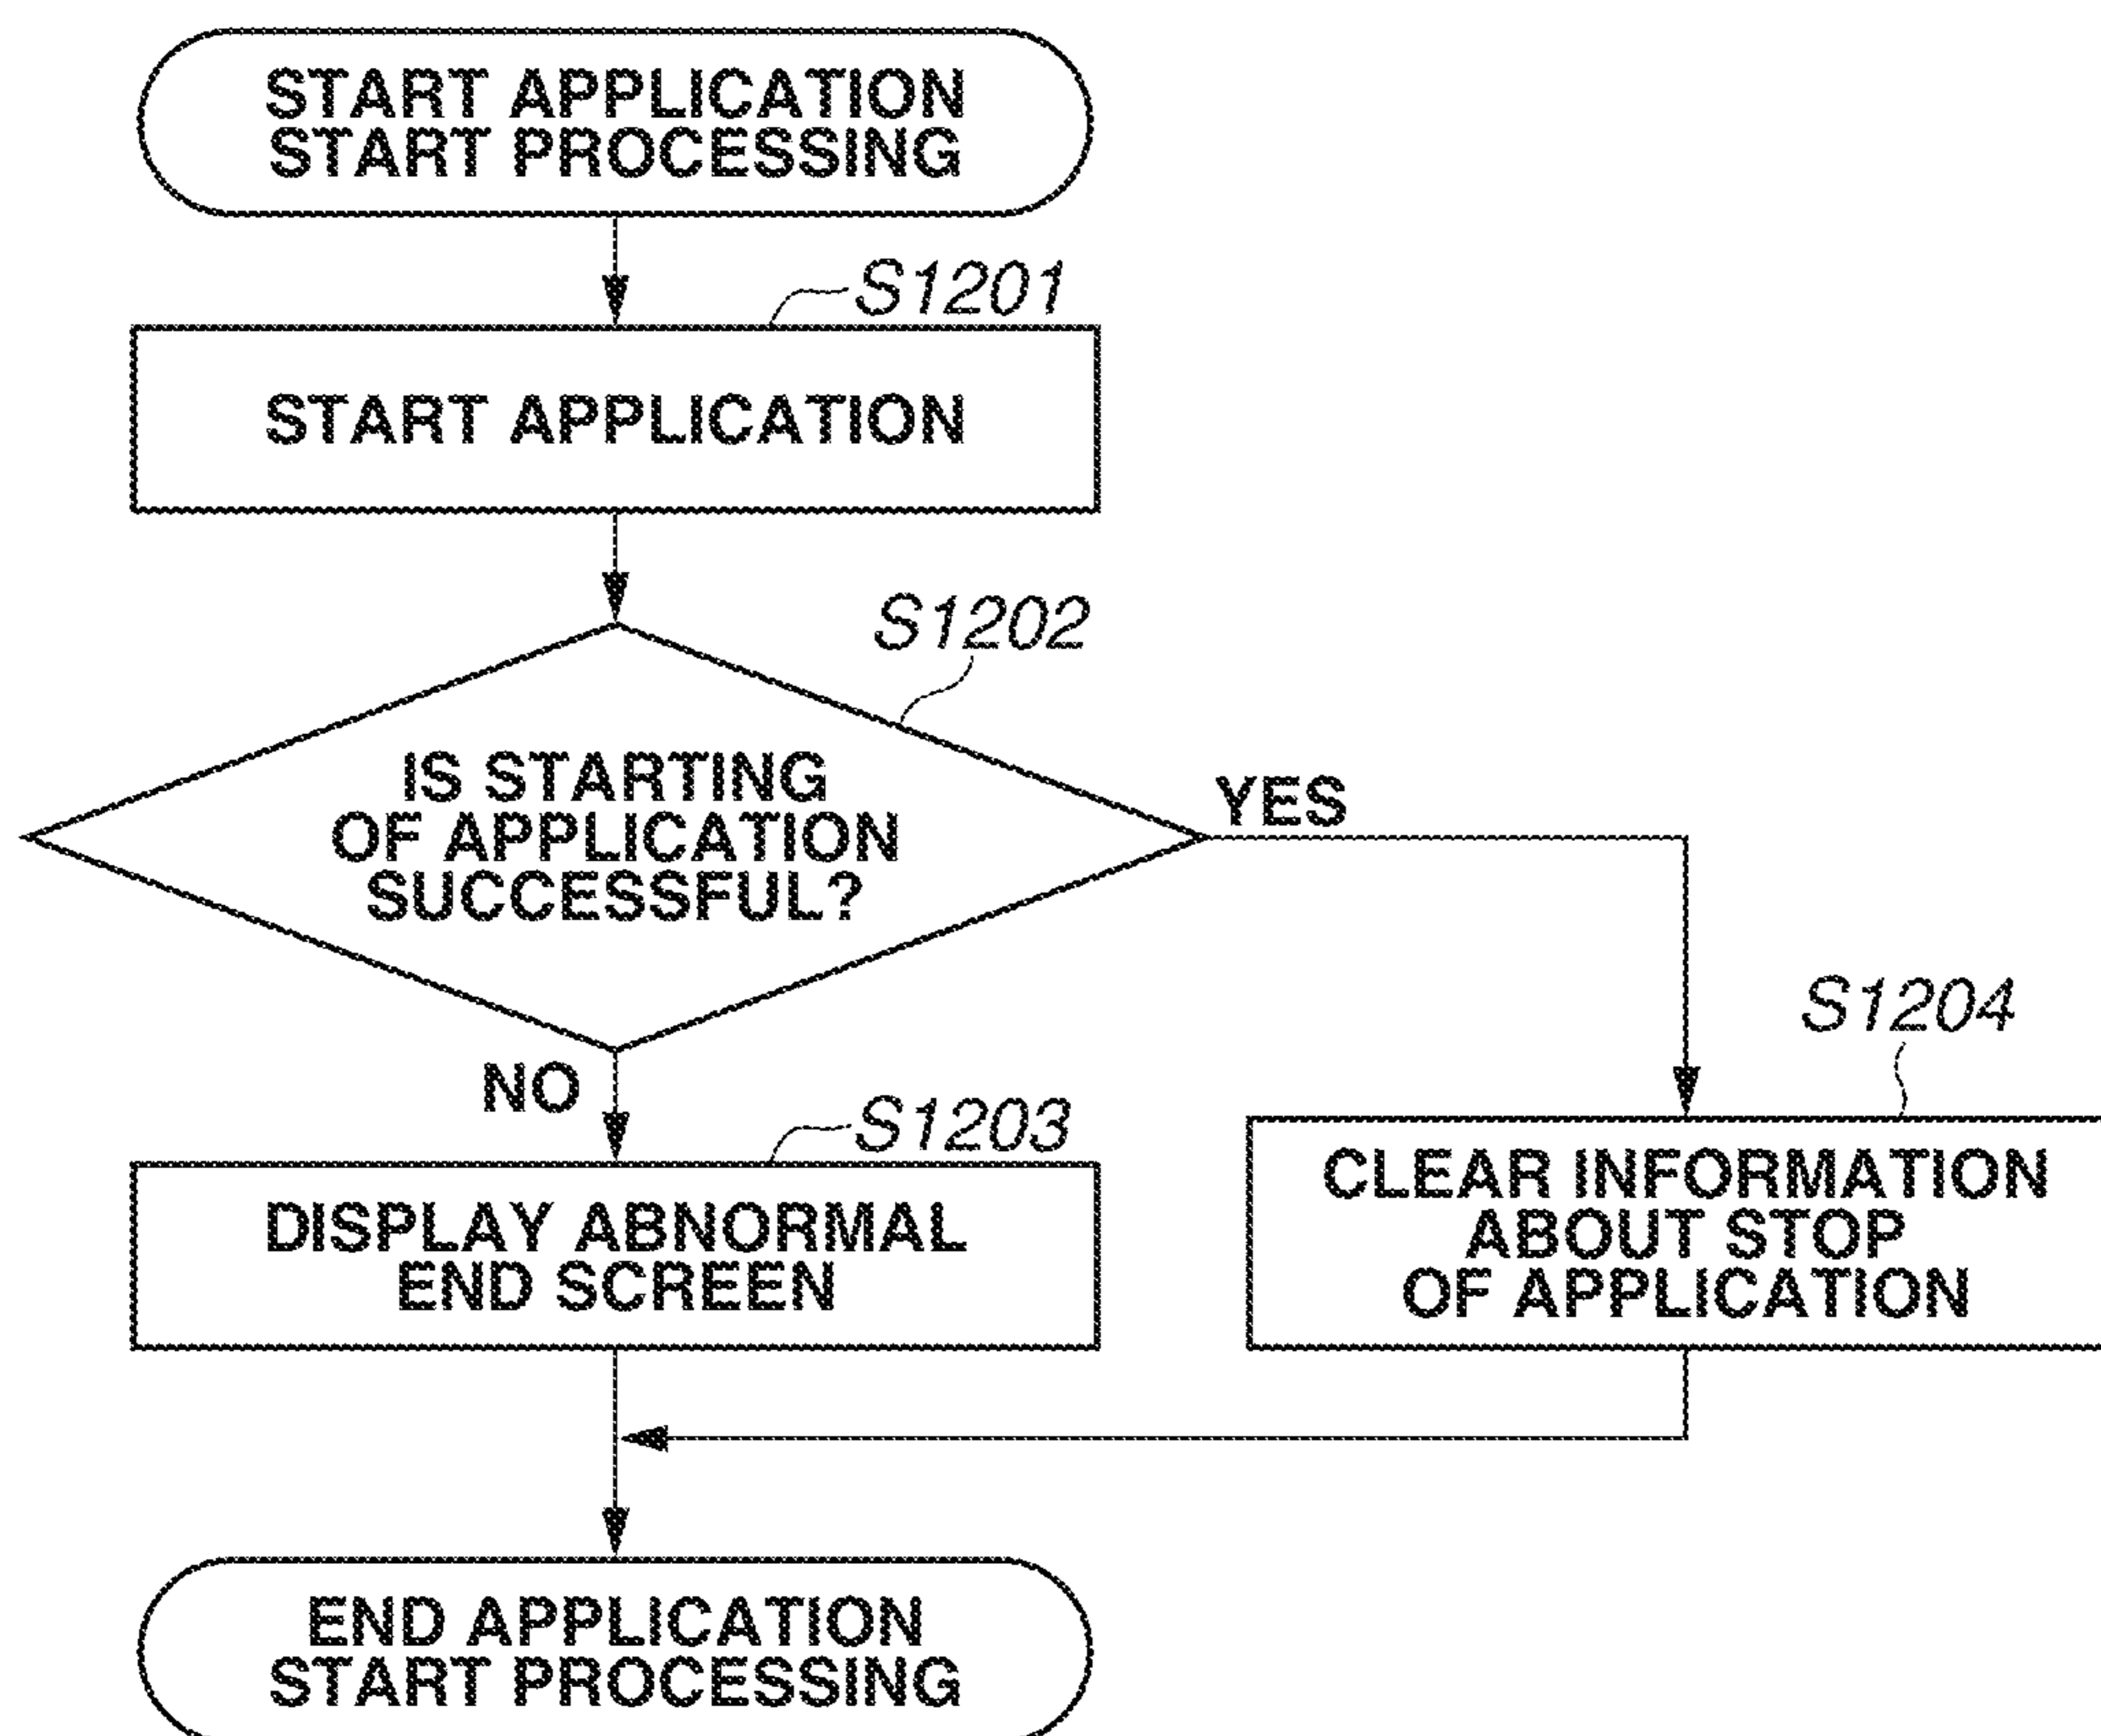 START APPLICATION
START PROCESSING
S1201
START APPLICATION
S1202
IS STARTING
OF APPLICATION
SUCCESSFUL?
YES
NO
S1203
DISPLAY ABNORMAL
END SCREEN
S1204
CLEAR INFORMATION
ABOUT STOP
OF APPLICATION
END APPLICATION
START PROCESSING